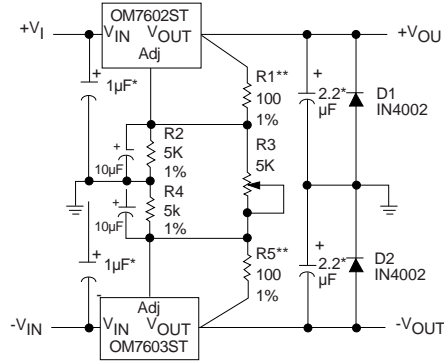 OM7602ST
+VI
VIN
VOUT
+VOU
Adj
+
1µF*
R1**
100
1%
+
2.2*
µF
D1
IN4002
R2
5K
1%
R3
5K
+
10µF
R4
5k
1%
+
10µF
+
1µF*
-
R5**
100
1%
+
2.2*
µF
D2
IN4002
Adj
-VIN
VIN
VOUT
-VOUT
OM7603ST